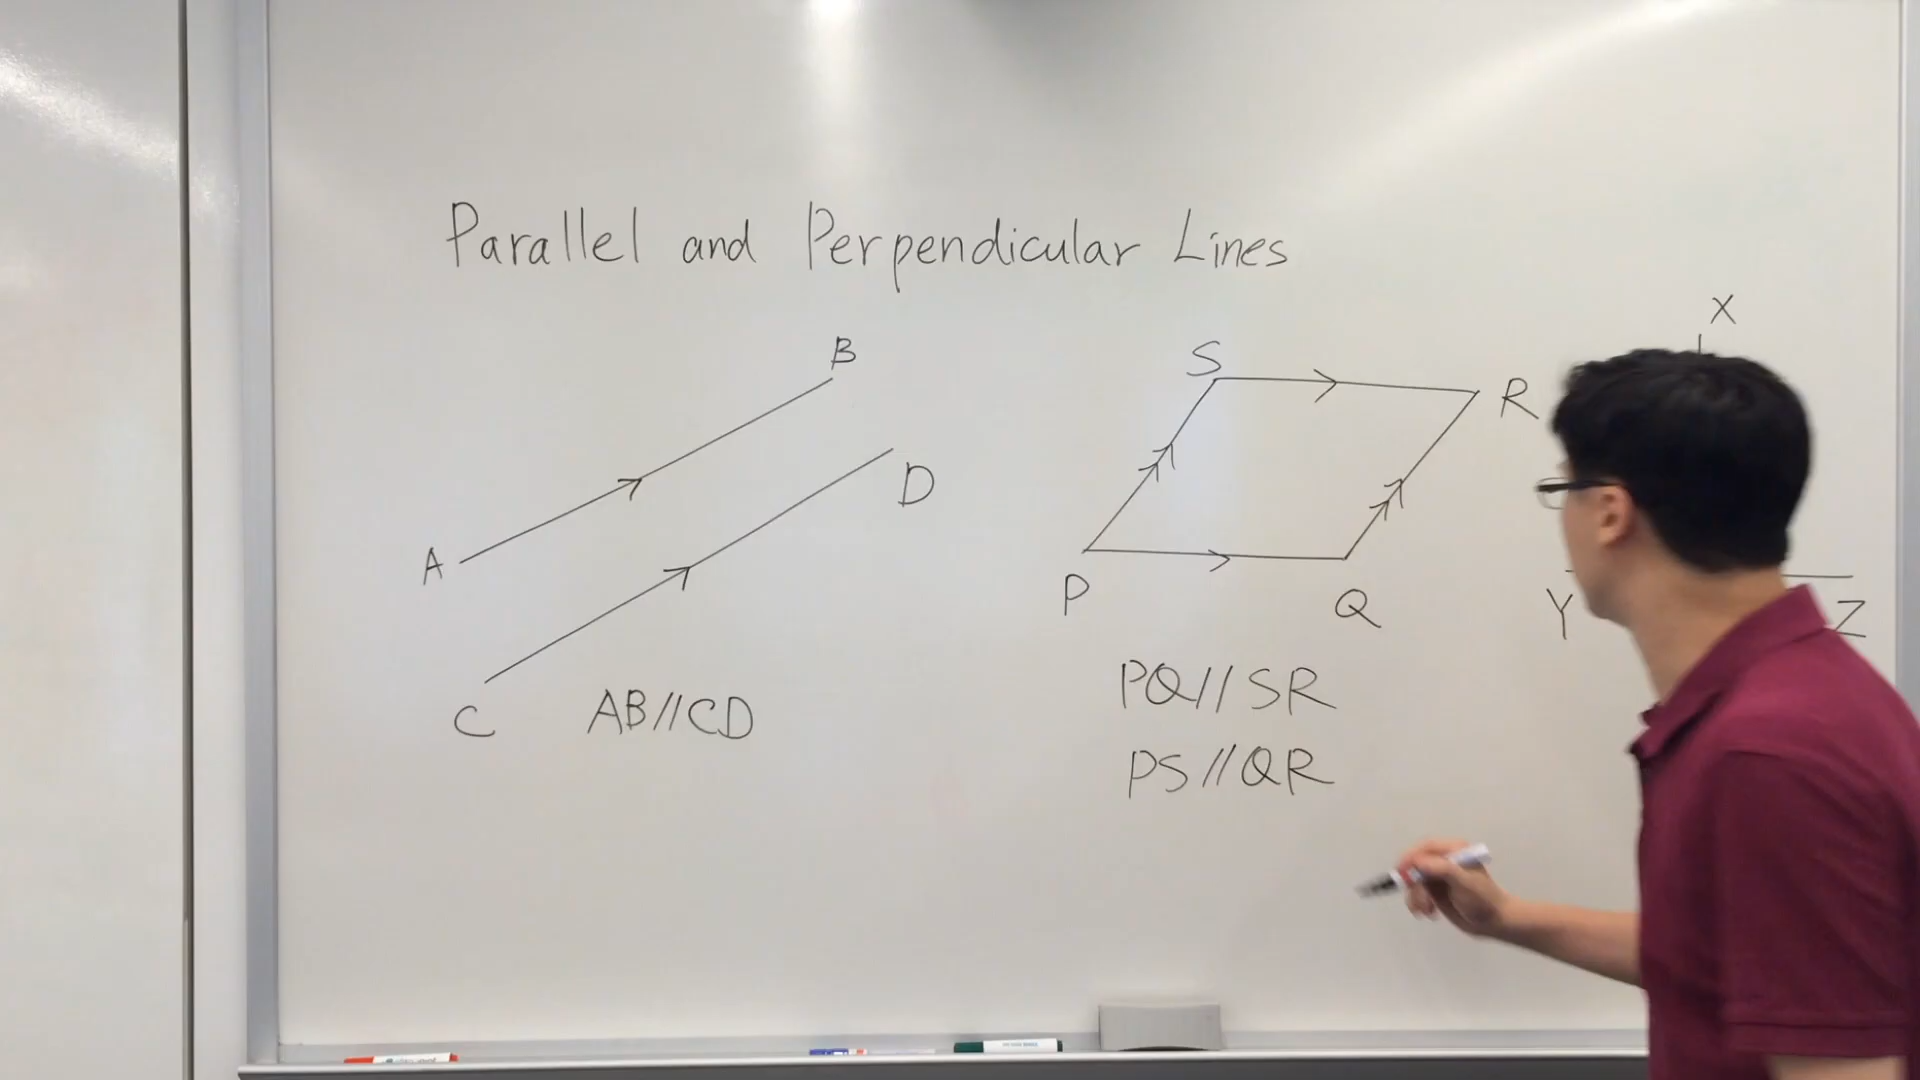 Parallel and Perpendicular Lines
B
A
D
C
AB//CD
S
R
P
Q
PQ//SR
PS//QR
X
Y
Z